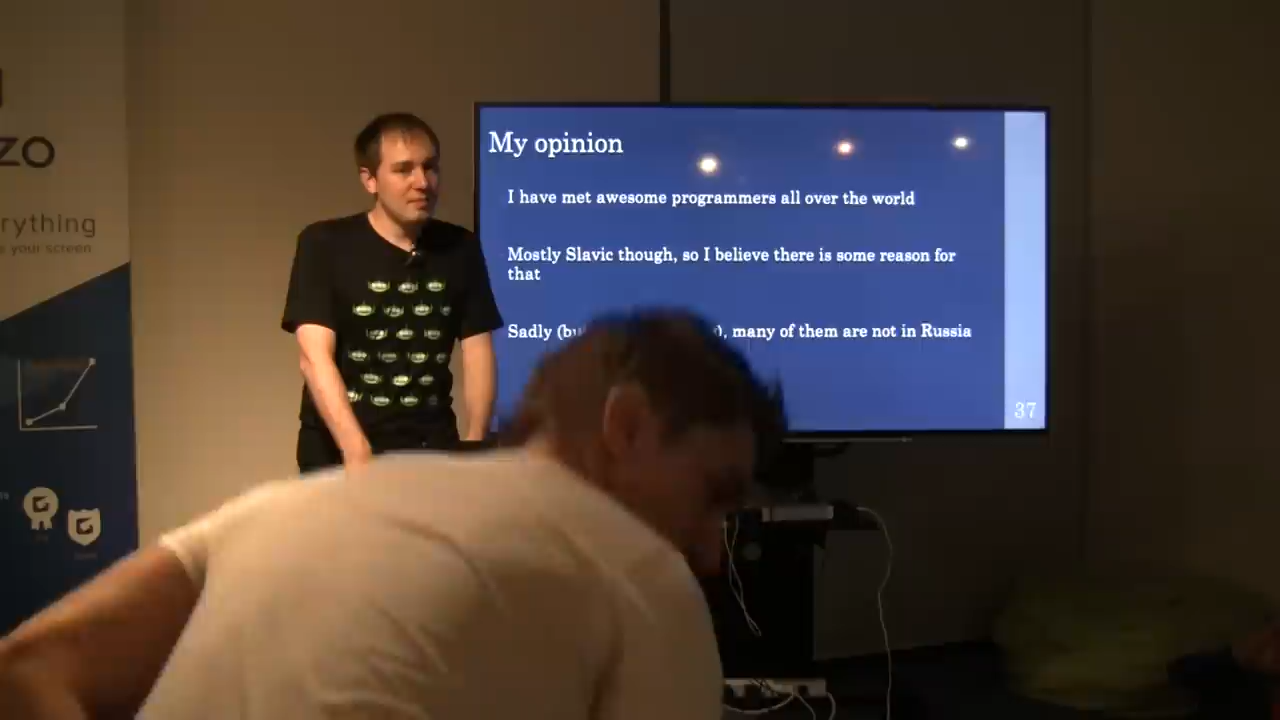 zo
rything
your screen
My opinion
I have met awesome programmers all over the world
Mostly Slavic though, so I believe there is some reason for
that
Sadly (bu ), many of them are not in Russia
37